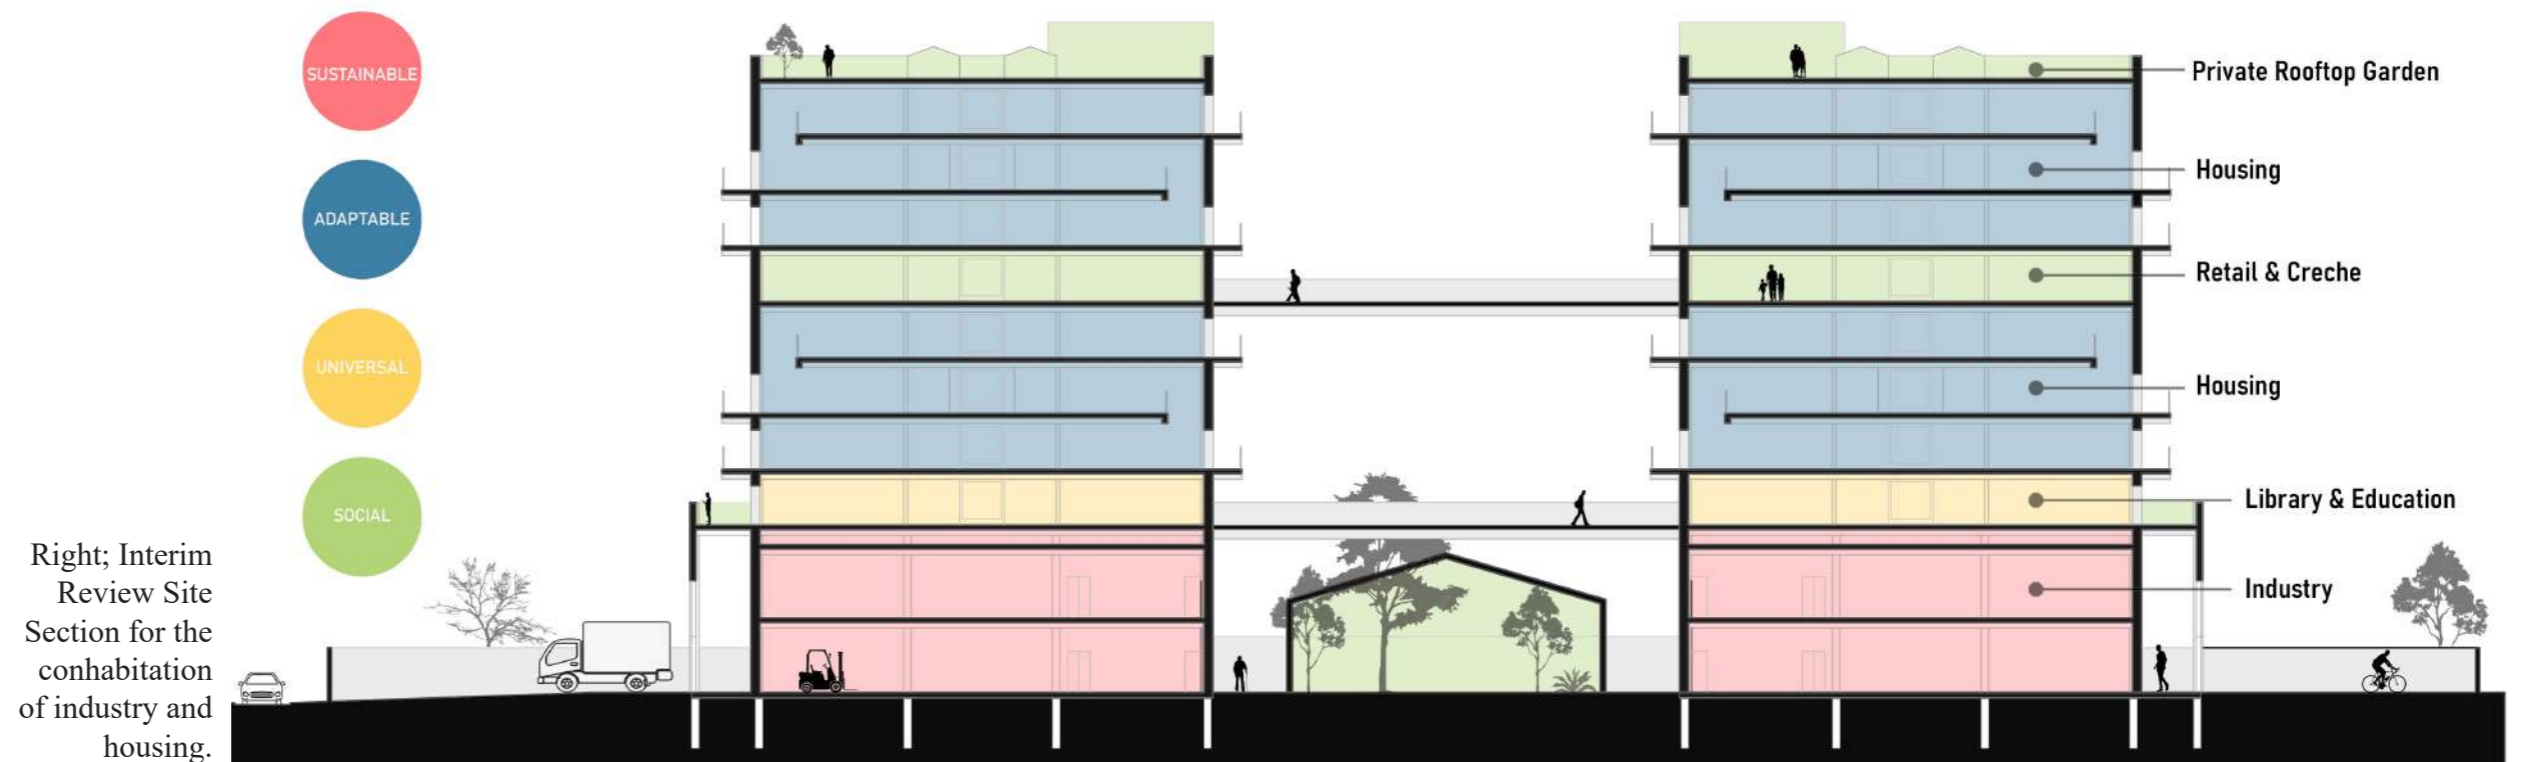 SUSTAINABLE
ADAPTABLE
UNIVERSAL
SOCIAL
Right; Interim
Review Site
Section for the
conhabitation
of industry and
housing.
Private Rooftop Garden
Housing
Retail & Creche
Housing
Library & Education
Industry